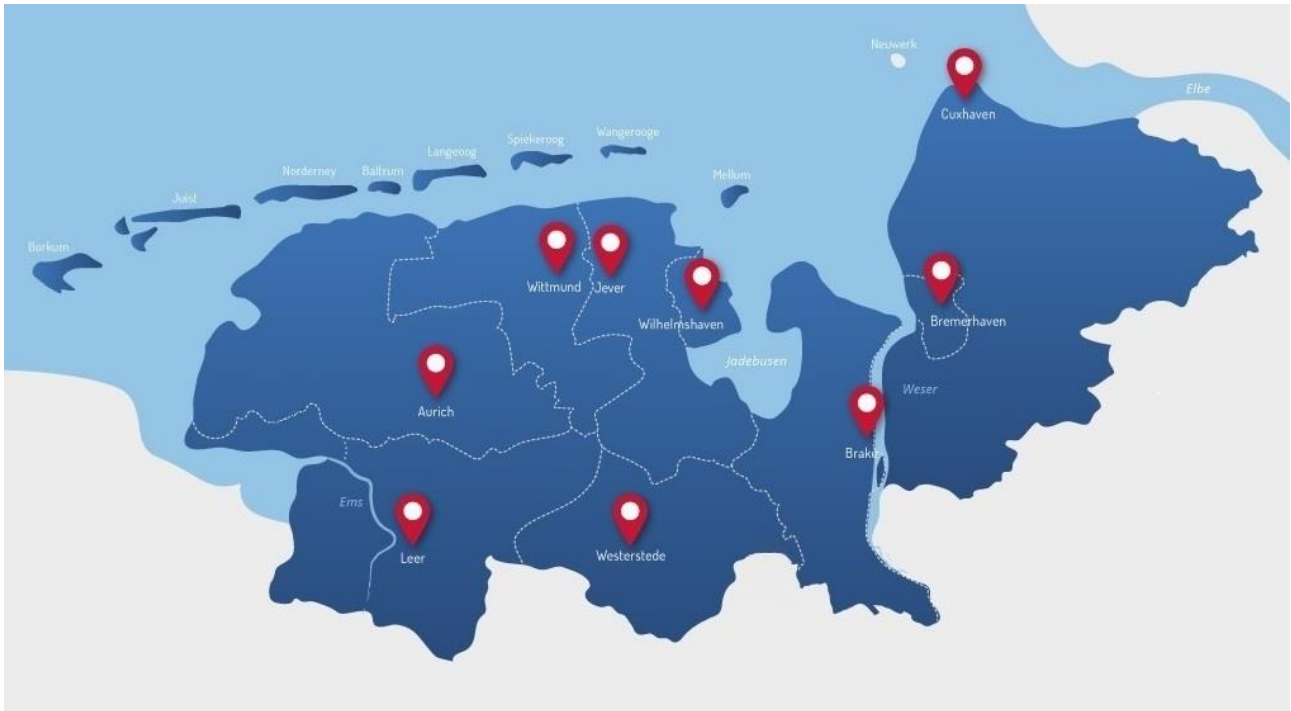 Neuwerk
Elbe
Cuxhaven
Wangerooge
Spiekeroog
Langeoog
Baltrum
Norderney
Mellum
Juist
Borkum
Wittmund
Jever
Wilhelmshaven
Bremerhaven
Jadebusen
Weser
Aurich
Brake
Ems
Leer
Westerstede